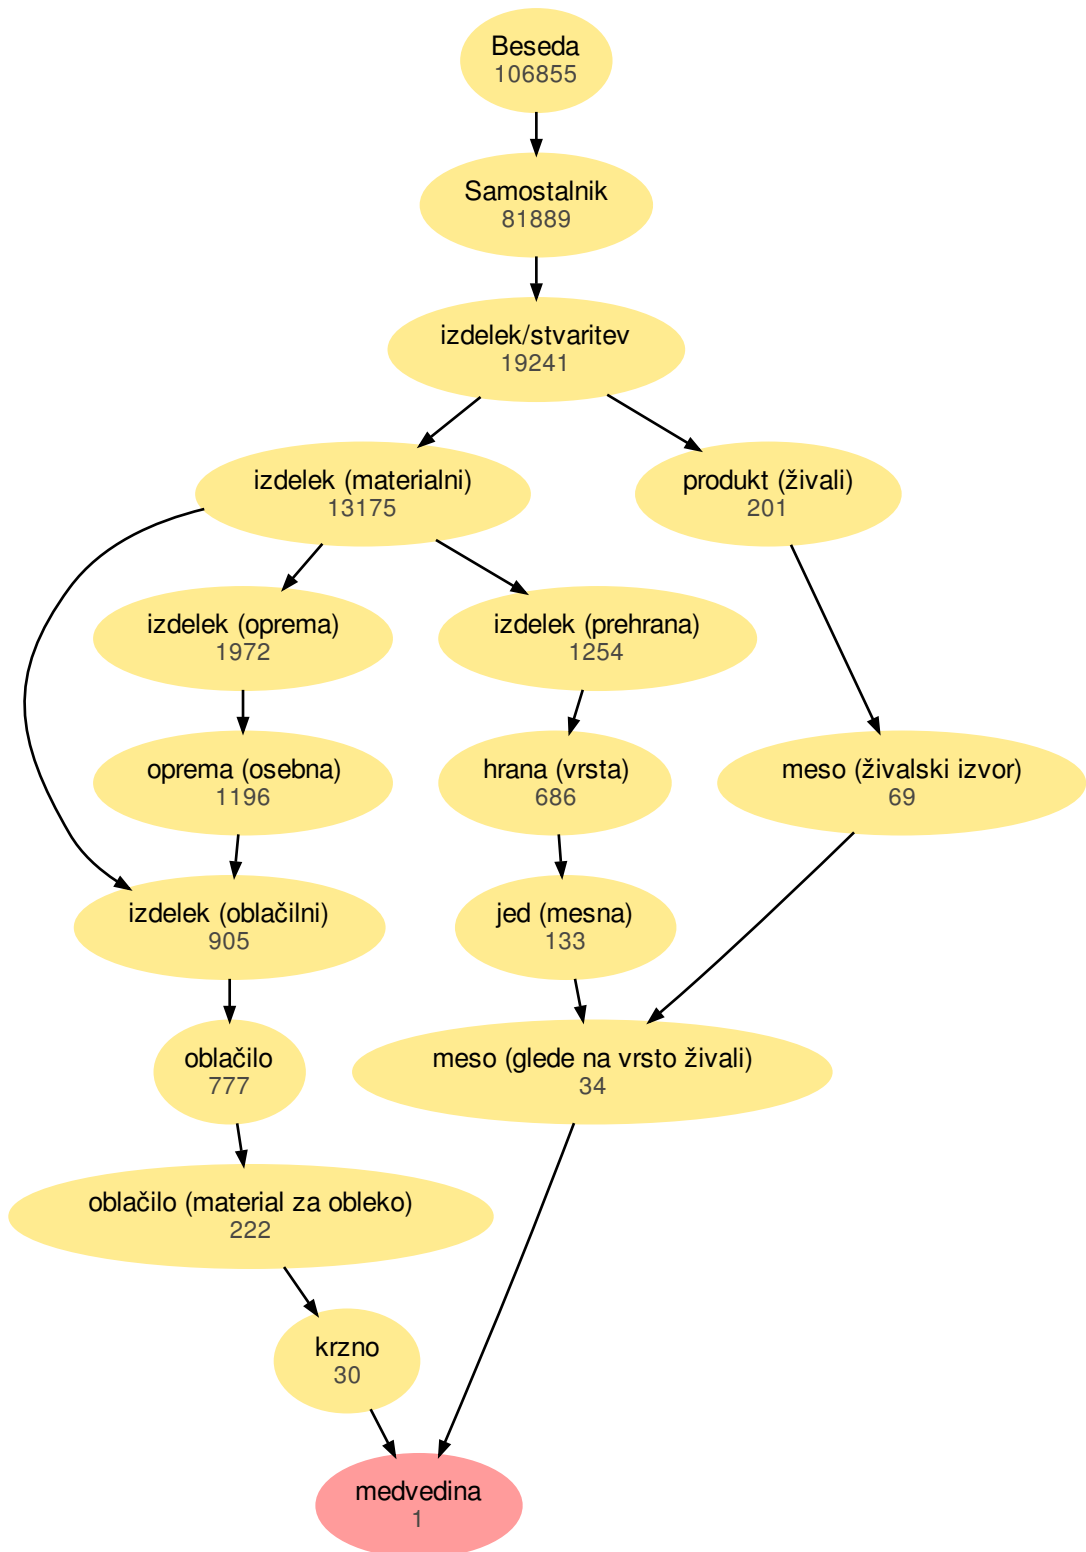 Beseda
106855
Samostalnik
81889
izdelek/stvaritev
19241
izdelek (materialni)
13175
produkt (živali)
201
izdelek (oprema)
1972
izdelek (prehrana)
1254
oprema (osebna)
1196
hrana (vrsta)
686
meso (živalski izvor)
69
izdelek (oblačilni)
905
jed (mesna)
133
oblačilo
777
meso (glede na vrsto živali)
34
oblačilo (material za obleko)
222
krzno
30
medvedina
1